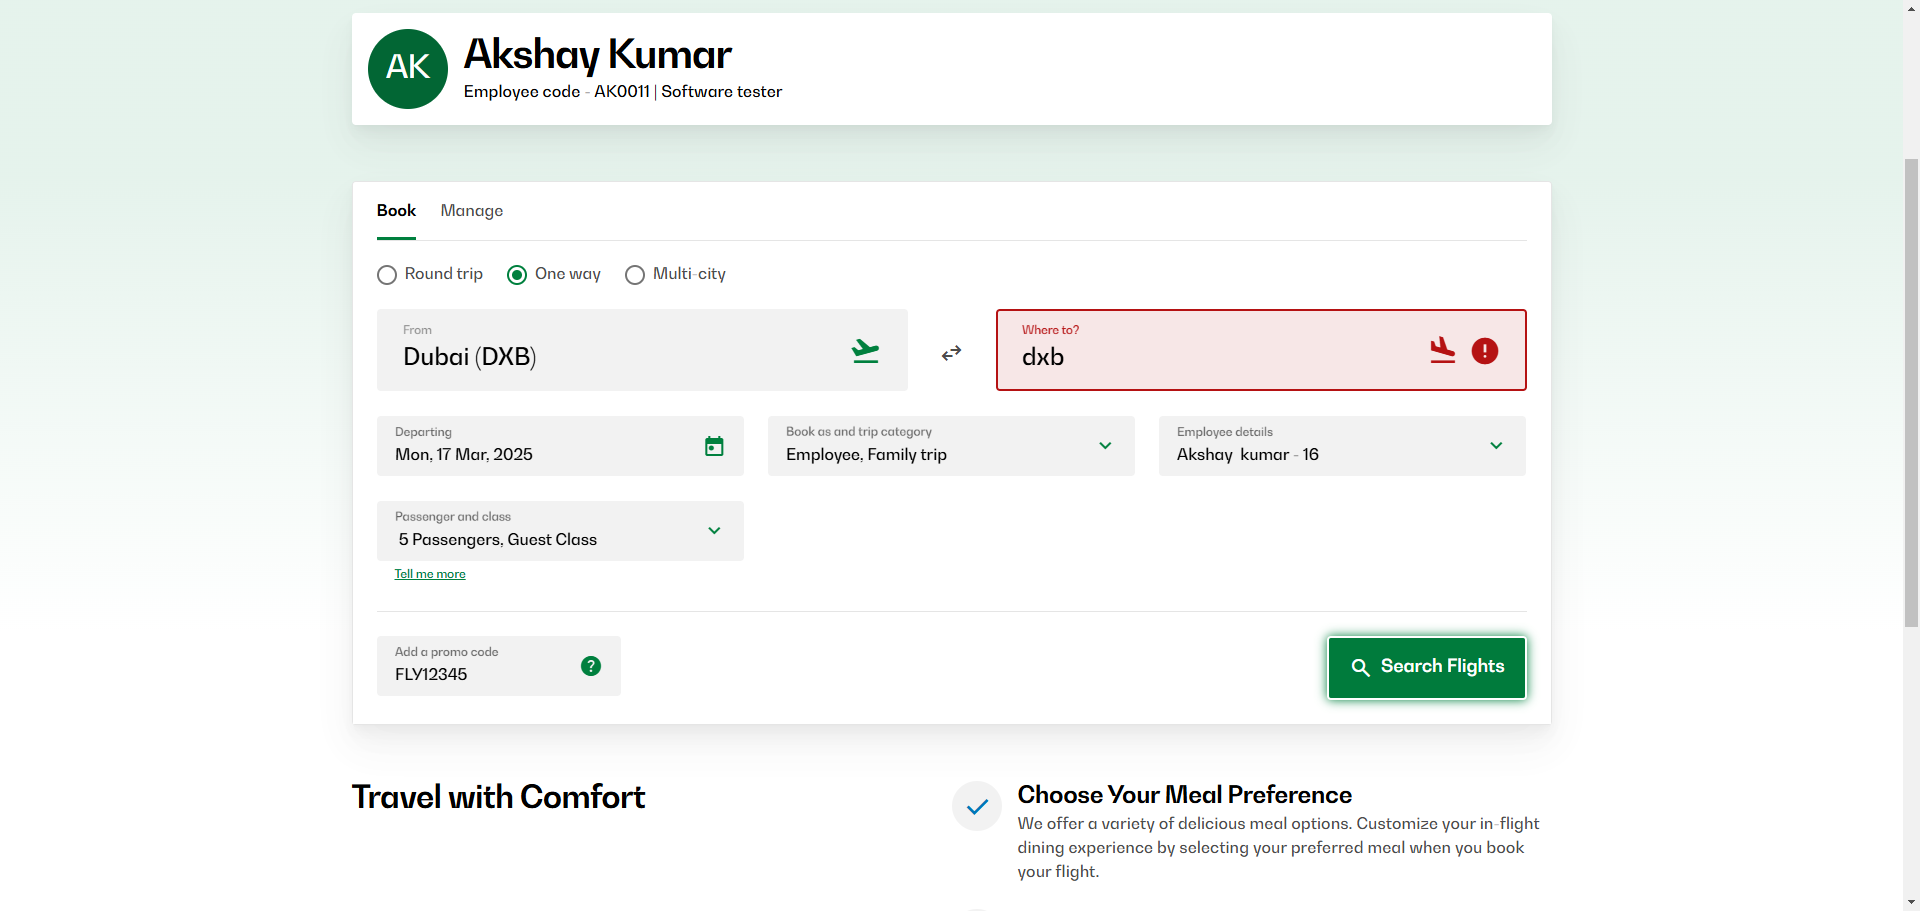 AK
Akshay Kumar
Employee code - AK0011 | Software tester
Book
Manage
Round trip
One way
Multi-city
From
Dubai (DXB)
Where to?
dxb
Departing
Mon, 17 Mar, 2025
Book as and trip category
Employee, Family trip
Employee details
Akshay  kumar - 16
Passenger and class
5 Passengers, Guest Class
Tell me more
Add a promo code
FLY12345
Search Flights
Travel with Comfort
Choose Your Meal Preference
We offer a variety of delicious meal options. Customize your in-flight
dining experience by selecting your preferred meal when you book
your flight.